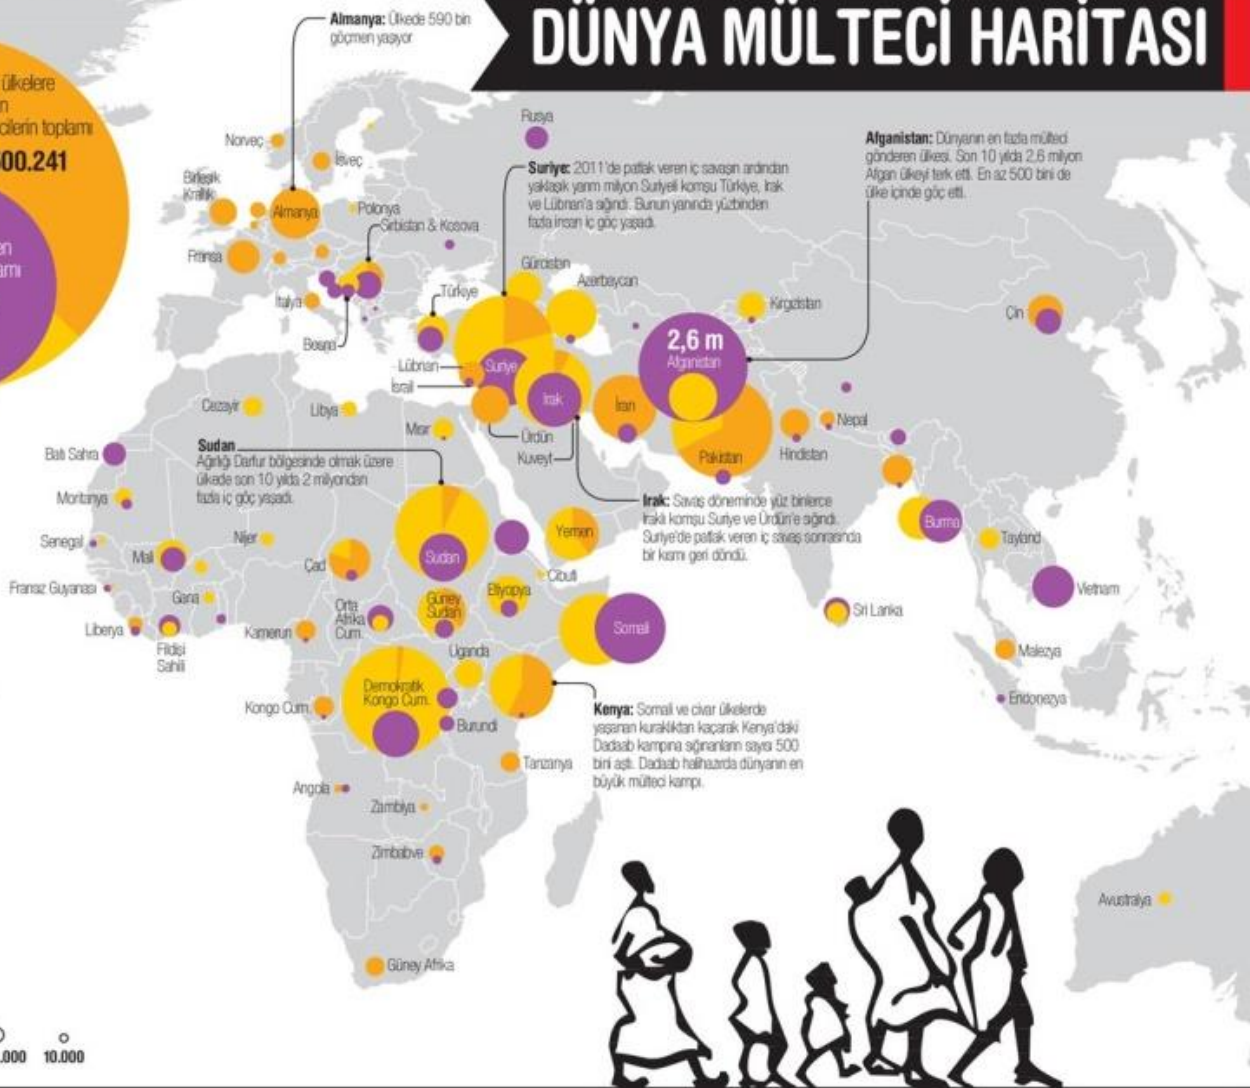 DÜNYA MÜLTECİ HARİTASI
Almanya: Ülkede 590 bin
göçmen yaşıyor
ülkelere
n
cilerin toplamı
00.241
en
amı
Rusya
Norveç
İsveç
Birleşik
Krallık
Almanya
Polonya
Sırbistan & Kosova
Fransa
İtalya
Bosna
Türkiye
Suriye: 2011'de patlak veren iç savaşın ardından
yaklaşık yarım milyon Suriyeli komşu Türkiye, Irak
ve Lübnan'a sığındı. Bunun yanında yüzbinden
fazla insan iç göç yaşadı.
Afganistan: Dünyanın en fazla mülteci
gönderen ülkesi. Son 10 yılda 2,6 milyon
Afgan ülkeyi terk etti. En az 500 bini de
ülke içinde göç etti.
Gürcistan
Azerbaycan
Kırgızistan
Çin
2,6 m
Afganistan
Lübnan
İsrail
Suriye
Irak
İran
Ürdün
Kuveyt
Pakistan
Hindistan
Nepal
Cezayir
Libya
Mısır
Batı Sahra
Moritanya
Senegal
Fransız Guyanası
Liberya
Sudan
Ağırlığı Darfur bölgesinde olmak üzere
ülkede son 10 yılda 2 milyondan
fazla iç göç yaşadı.
Irak: Savaş döneminde yüz binlerce
Iraklı komşu Suriye ve Ürdün'e sığındı.
Suriye'de patlak veren iç savaş sonrasında
bir kısmı geri döndü.
Mali
Nijer
Çad
Sudan
Yemen
Burma
Tayland
Vietnam
Gana
Fildişi
Sahili
Kamerun
Orta
Afrika
Cum.
Güney
Sudan
Etiyopya
Cibuti
Somali
Sri Lanka
Malezya
Endonezya
Uganda
Demokratik
Kongo Cum.
Kongo Cum.
Burundi
Kenya: Somali ve civar ülkelerde
yaşanan kuraklıktan kaçarak Kenya'daki
Dadaab kampına sığınanların sayısı 500
bini aştı. Dadaab halihazırda dünyanın en
büyük mülteci kampı.
Tanzanya
Angola
Zambiya
Zimbabve
Güney Afrika
Avustralya
.000
10.000